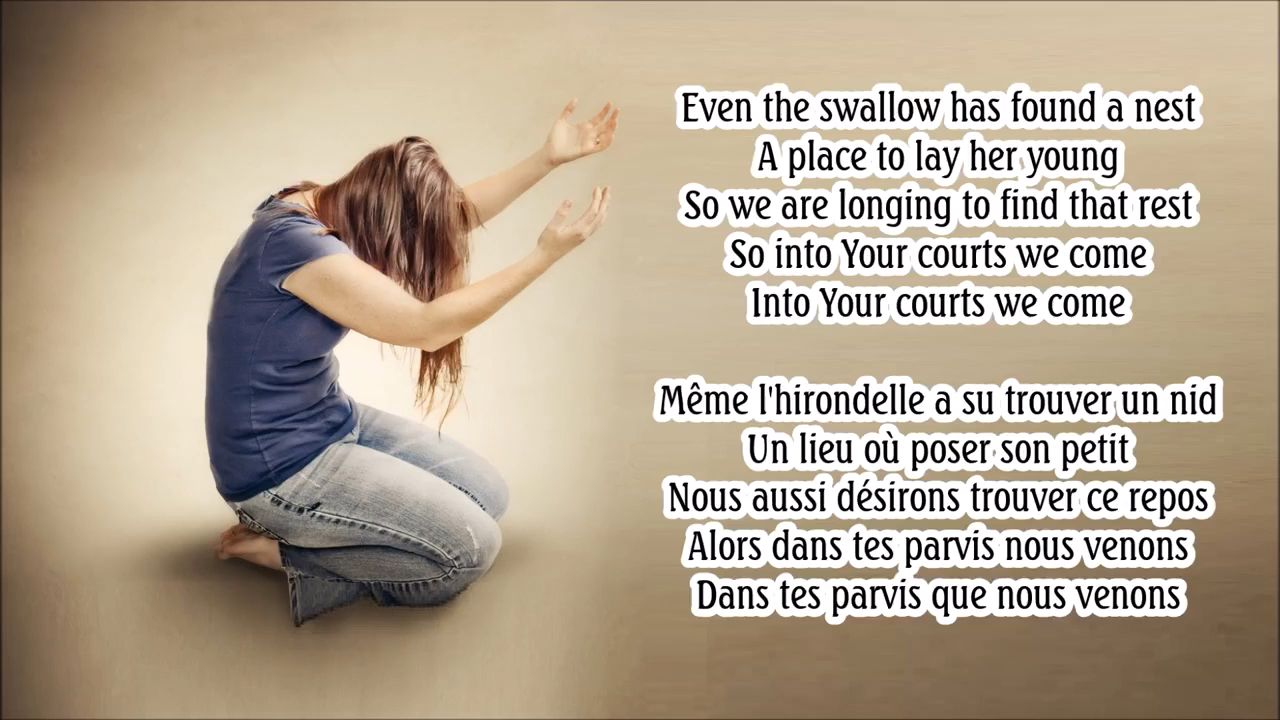 Even the swallow has found a nest
A place to lay her young
So we are longing to find that rest
So into Your courts we come
Into Your courts we come
Même l'hirondelle a su trouver un nid
Un lieu où poser son petit
Nous aussi désirons trouver ce repos
Alors dans tes parvis nous venons
Dans tes parvis que nous venons